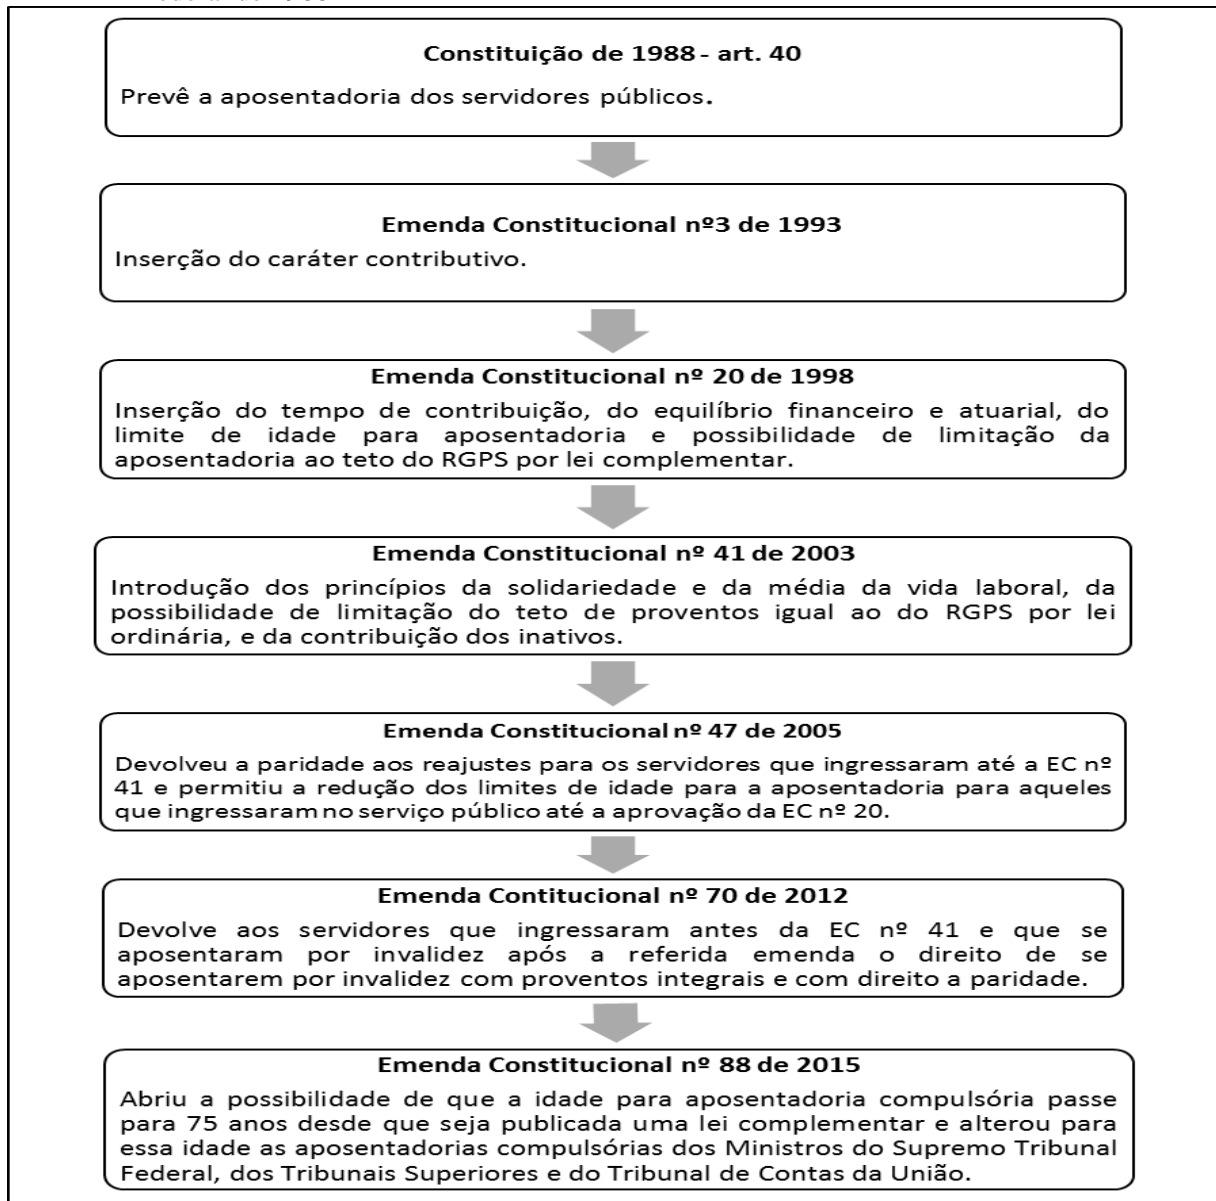 Constituição de 1988 - art. 40
Prevê a aposentadoria dos servidores públicos.
Emenda Constitucional nº3 de 1993
Inserção do caráter contributivo.
Emenda Constitucional nº 20 de 1998
Inserção do tempo de contribuição, do equilíbrio financeiro e atuarial, do
limite de idade para aposentadoria e possibilidade de limitação da
aposentadoria ao teto do RGPS por lei complementar.
Emenda Constitucional nº 41 de 2003
Introdução dos princípios da solidariedade e da média da vida laboral, da
possibilidade de limitação do teto de proventos igual ao do RGPS por lei
ordinária, e da contribuição dos inativos.
Emenda Constitucional nº 47 de 2005
Devolveu a paridade aos reajustes para os servidores que ingressaram até a EC nº
41 e permitiu a redução dos limites de idade para a aposentadoria para aqueles
que ingressaram no serviço público até a aprovação da EC nº 20.
Emenda Contitucional nº 70 de 2012
Devolve aos servidores que ingressaram antes da EC nº 41 e que se
aposentaram por invalidez após a referida emenda o direito de se
aposentarem por invalidez com proventos integrais e com direito a paridade.
Emenda Constitucional nº 88 de 2015
Abriu a possibilidade de que a idade para aposentadoria compulsória passe
para 75 anos desde que seja publicada uma lei complementar e alterou para
essa idade as aposentadorias compulsórias dos Ministros do Supremo Tribunal
Federal, dos Tribunais Superiores e do Tribunal de Contas da União.